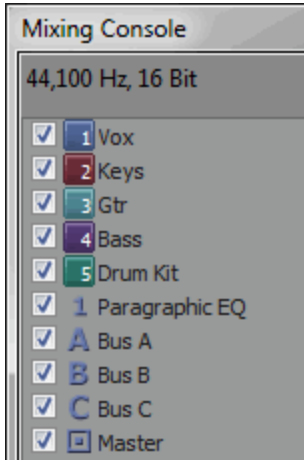 Mixing Console
44,100 Hz, 16 Bit
1 Vox
2 Keys
3 Gtr
4 Bass
5 Drum Kit
1 Paragraphic EQ
A Bus A
B Bus B
C Bus C
Master